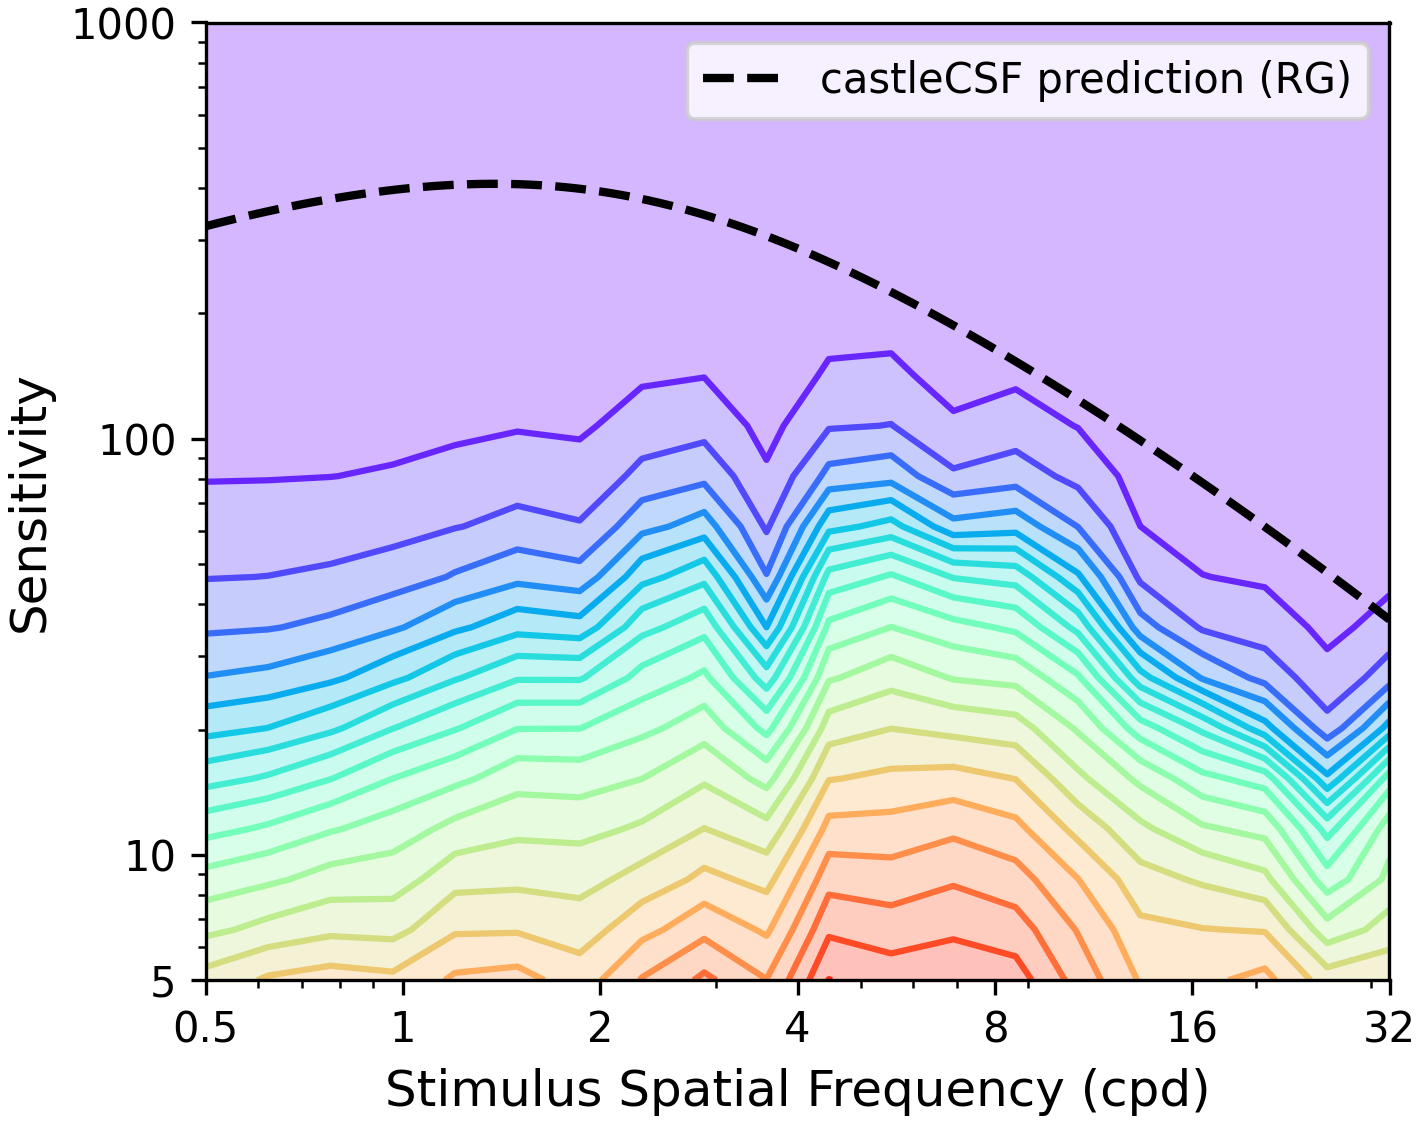 1000
castleCSF prediction (RG)
100
Sensitivity
10
5
0.5 1 2 4 8 16 32
Stimulus Spatial Frequency (cpd)